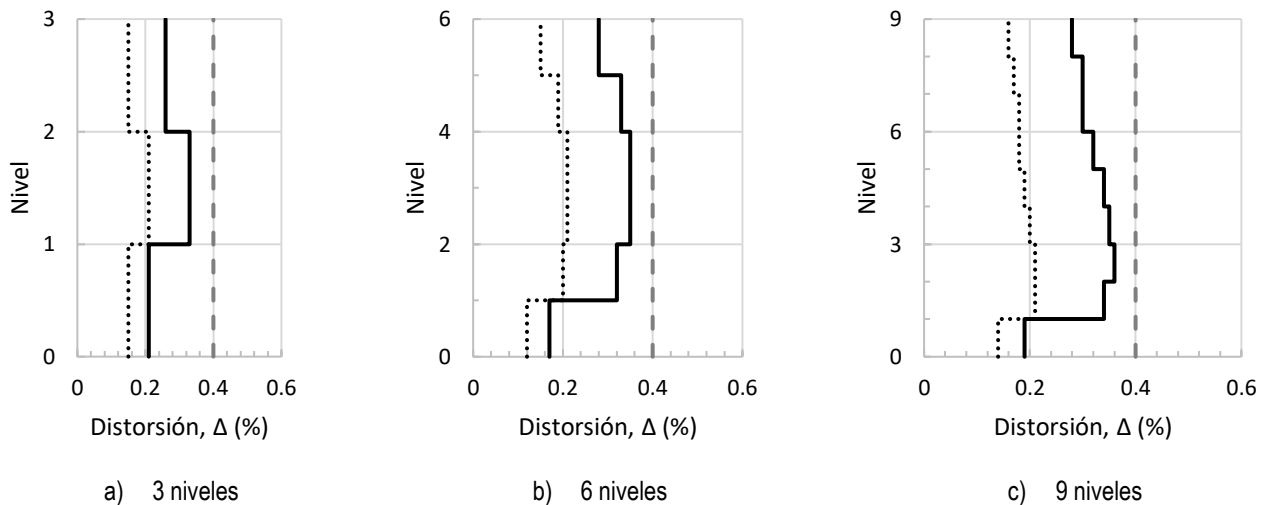 3
2
1
0
Nivel
0 0.2 0.4 0.6
Distorsión, Δ (%)
a) 3 niveles
6
4
2
0
Nivel
0 0.2 0.4 0.6
Distorsión, Δ (%)
b) 6 niveles
9
6
3
0
Nivel
0 0.2 0.4 0.6
Distorsión, Δ (%)
c) 9 niveles